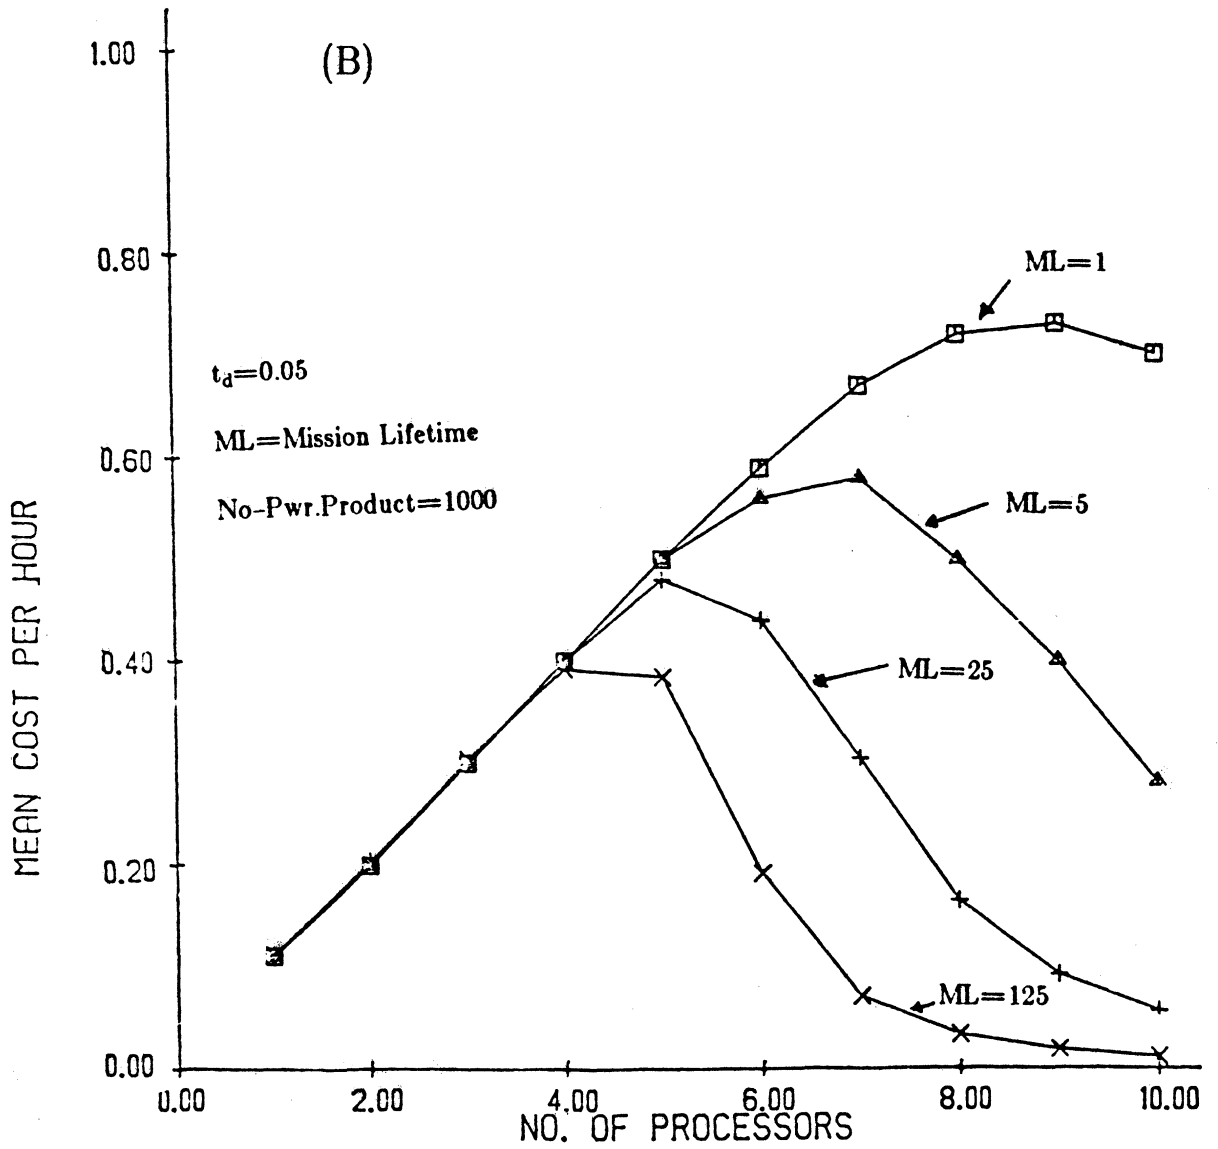 (B)
1.00
0.80
0.60
0.40
0.20
0.00
MEAN COST PER HOUR
t_d=0.05
ML=Mission Lifetime
No-Pwr.Product=1000
ML=1
ML=5
ML=25
ML=125
0.00 2.00 4.00 6.00 8.00 10.00
NO. OF PROCESSORS